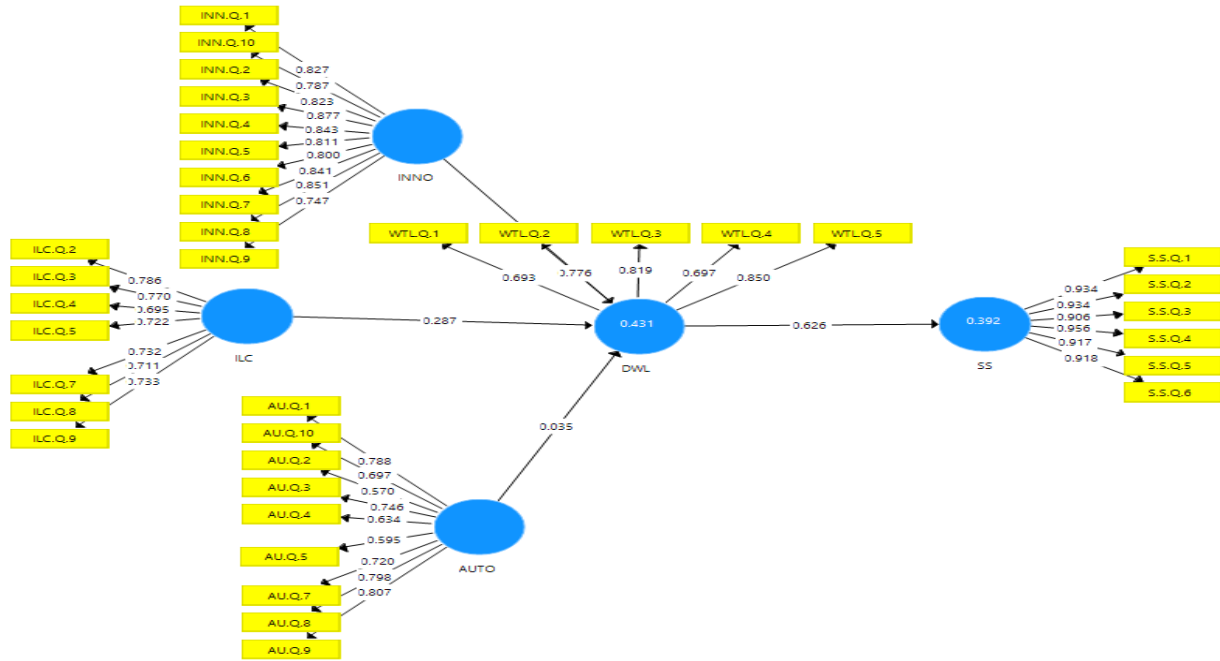 INN.Q.1
INN.Q.10
INN.Q.2
INN.Q.3
INN.Q.4
INN.Q.5
INN.Q.6
INN.Q.7
INN.Q.8
INN.Q.9
0.827
0.787
0.823
0.877
0.843
0.811
0.800
0.841
0.851
0.747
INNO
WTL.Q.1
WTL.Q.2
WTL.Q.3
WTL.Q.4
WTL.Q.5
0.693
0.776
0.819
0.697
0.850
ILC.Q.2
ILC.Q.3
ILC.Q.4
ILC.Q.5
ILC.Q.7
ILC.Q.8
ILC.Q.9
0.786
0.770
0.695
0.722
0.732
0.711
0.733
ILC
0.287
0.431
DWL
0.626
0.392
SS
0.934
0.934
0.906
0.956
0.917
0.918
S.S.Q.1
S.S.Q.2
S.S.Q.3
S.S.Q.4
S.S.Q.5
S.S.Q.6
0.035
AU.Q.1
AU.Q.10
AU.Q.2
AU.Q.3
AU.Q.4
AU.Q.5
AU.Q.7
AU.Q.8
AU.Q.9
0.788
0.697
0.570
0.746
0.634
0.595
0.720
0.798
0.807
AUTO